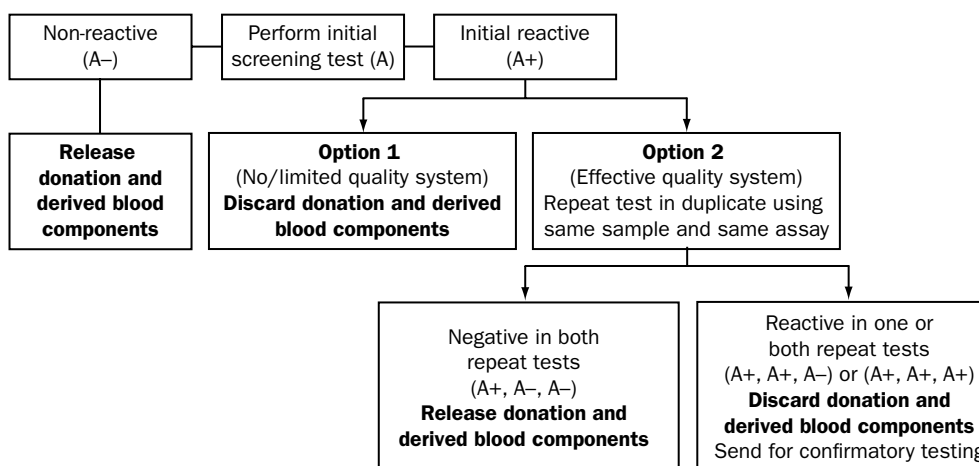 Non-reactive
(A–)
Perform initial
screening test (A)
Initial reactive
(A+)
Release
donation and
derived blood
components
Option 1
(No/limited quality system)
Discard donation and derived
blood components
Option 2
(Effective quality system)
Repeat test in duplicate using
same sample and same assay
Negative in both
repeat tests
(A+, A–, A–)
Release donation and
derived blood components
Reactive in one or
both repeat tests
(A+, A+, A–) or (A+, A+, A+)
Discard donation and
derived blood components
Send for confirmatory testing